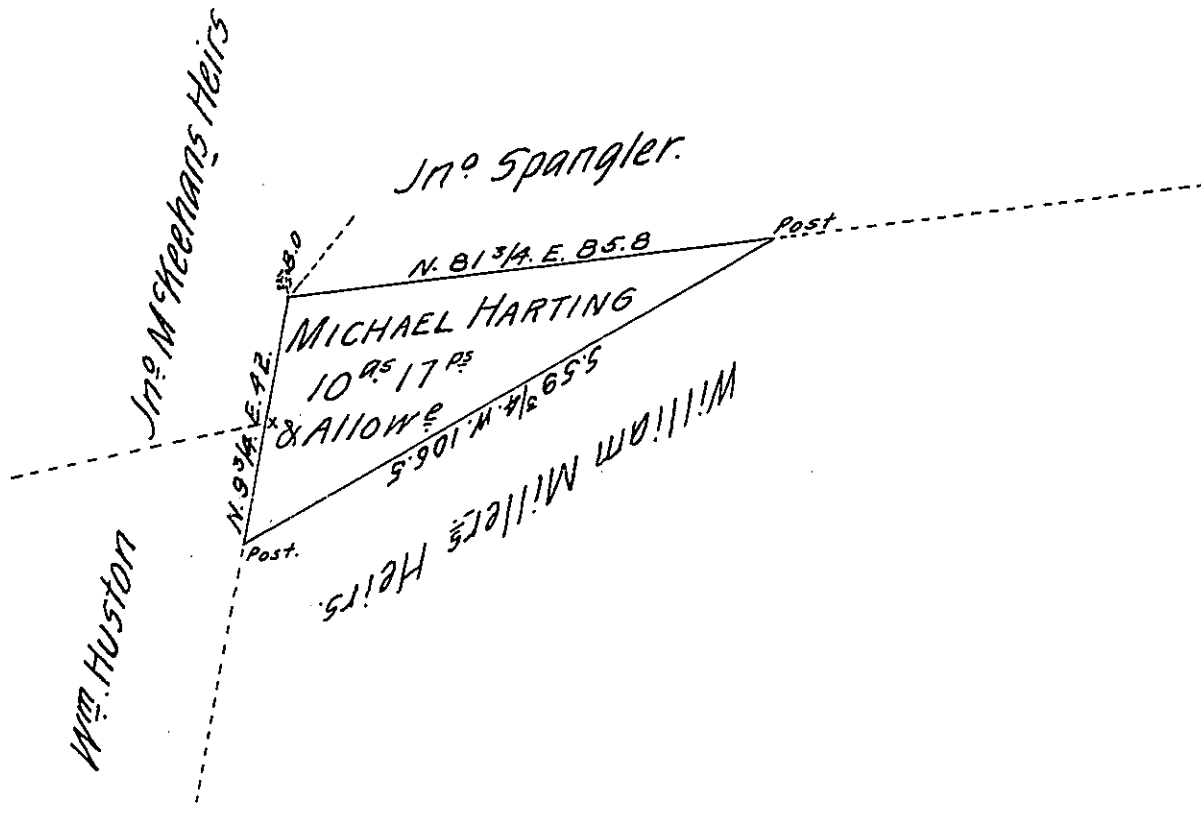 Jnº McKeehans Heirs
Jnº Spangler.
B.O
N. 81 3/4. E. 85.8
Post
MICHAEL HARTING
10 as 17 ps
& Allowe
N. 9 3/4. E. 42.
S. 59 3/4. W. 106.5
William Millers Heirs.
Post.
Wm. Huston